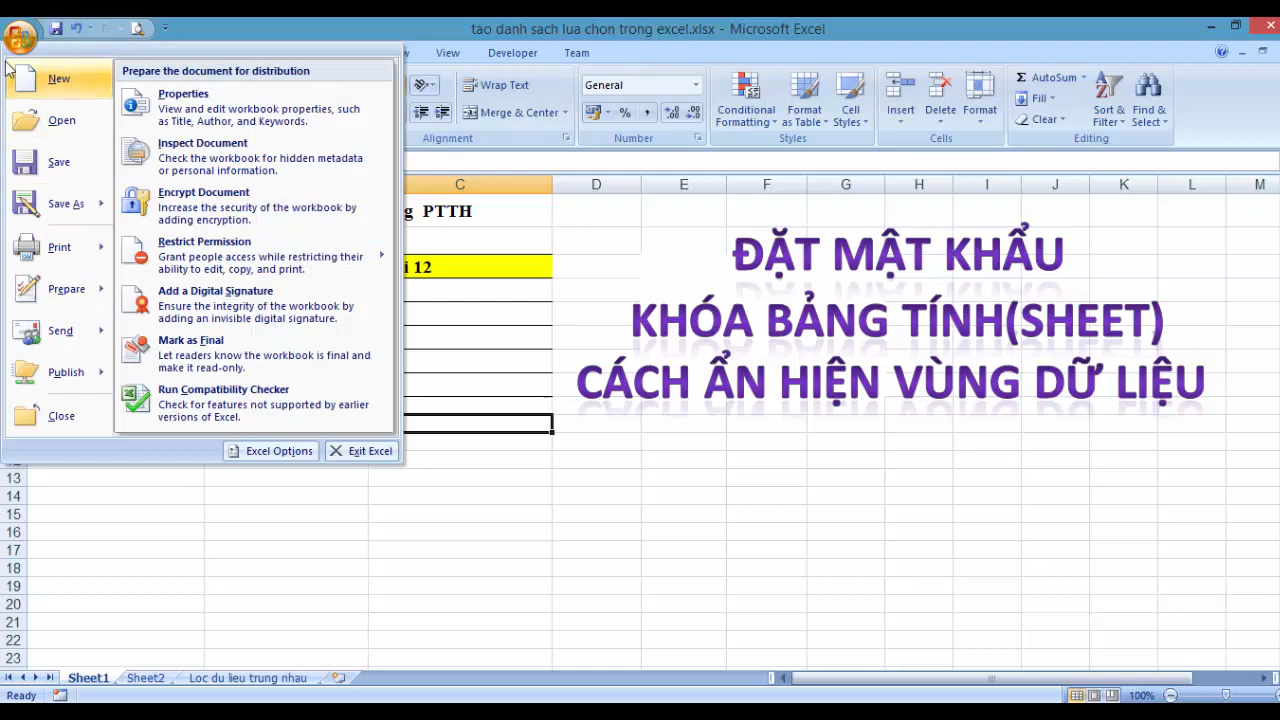 tao danh sach lua chon trong excel.xlsx - Microsoft Excel
View Developer Team
New
Open
Save
Save As
Print
Prepare
Send
Publish
Close
Prepare the document for distribution
Properties
View and edit workbook properties, such
as Title, Author, and Keywords.
Inspect Document
Check the workbook for hidden metadata
or personal information.
Encrypt Document
Increase the security of the workbook by
adding encryption.
Restrict Permission
Grant people access while restricting their
ability to edit, copy, and print.
Add a Digital Signature
Ensure the integrity of the workbook by
adding an invisible digital signature.
Mark as Final
Let readers know the workbook is final and
make it read-only.
Run Compatibility Checker
Check for features not supported by earlier
versions of Excel.
Excel Options
Exit Excel
Wrap Text
Merge & Center
Alignment
General
% ,
Number
Conditional
Formatting
Format
as Table
Cell
Styles
Styles
Insert
Delete
Format
Cells
Σ AutoSum
Fill
Clear
Sort &
Filter
Find &
Select
Editing
C D E F G H I J K L M
g PTTH
i 12
ĐẶT MẬT KHẨU
KHÓA BẢNG TÍNH(SHEET)
CÁCH ẨN HIỆN VÙNG DỮ LIỆU
13
14
15
16
17
18
19
20
21
22
23
Sheet1 Sheet2 Loc du lieu trung nhau
Ready
100%